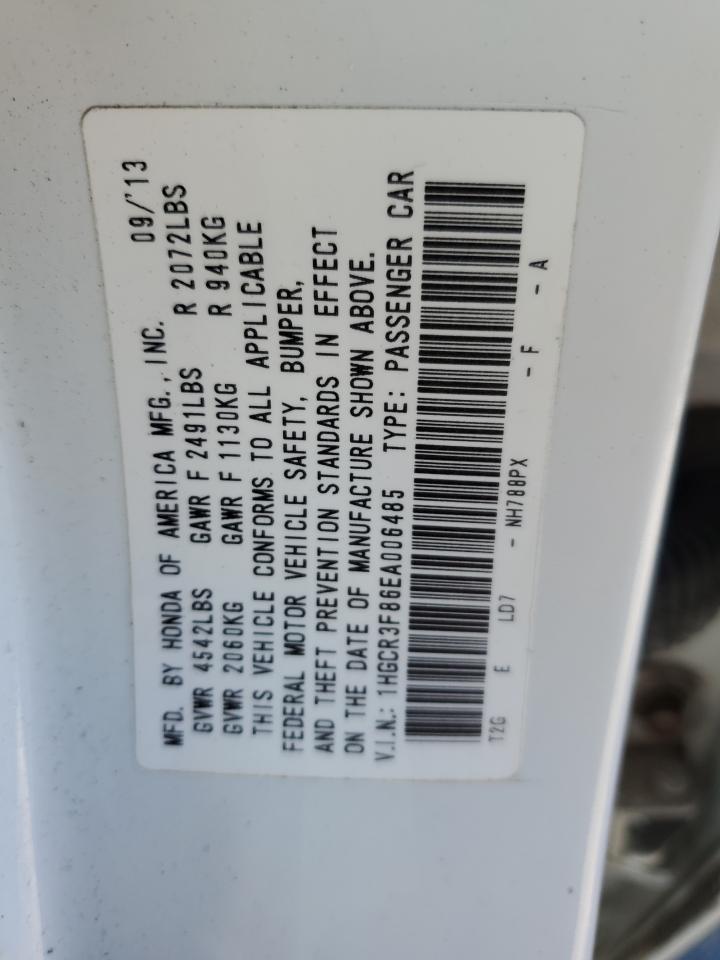 MFD. BY HONDA OF AMERICA MFG., INC. 09/'13
GVWR 4542LBS GAWR F 2491LBS R 2072LBS
GVWR 2060KG GAWR F 1130KG R 940KG
THIS VEHICLE CONFORMS TO ALL APPLICABLE
FEDERAL MOTOR VEHICLE SAFETY, BUMPER,
AND THEFT PREVENTION STANDARDS IN EFFECT
ON THE DATE OF MANUFACTURE SHOWN ABOVE.
V.I.N.: 1HGCR3F86EA006485 TYPE: PASSENGER CAR
T2G E LD7 - NH788PX - F - A